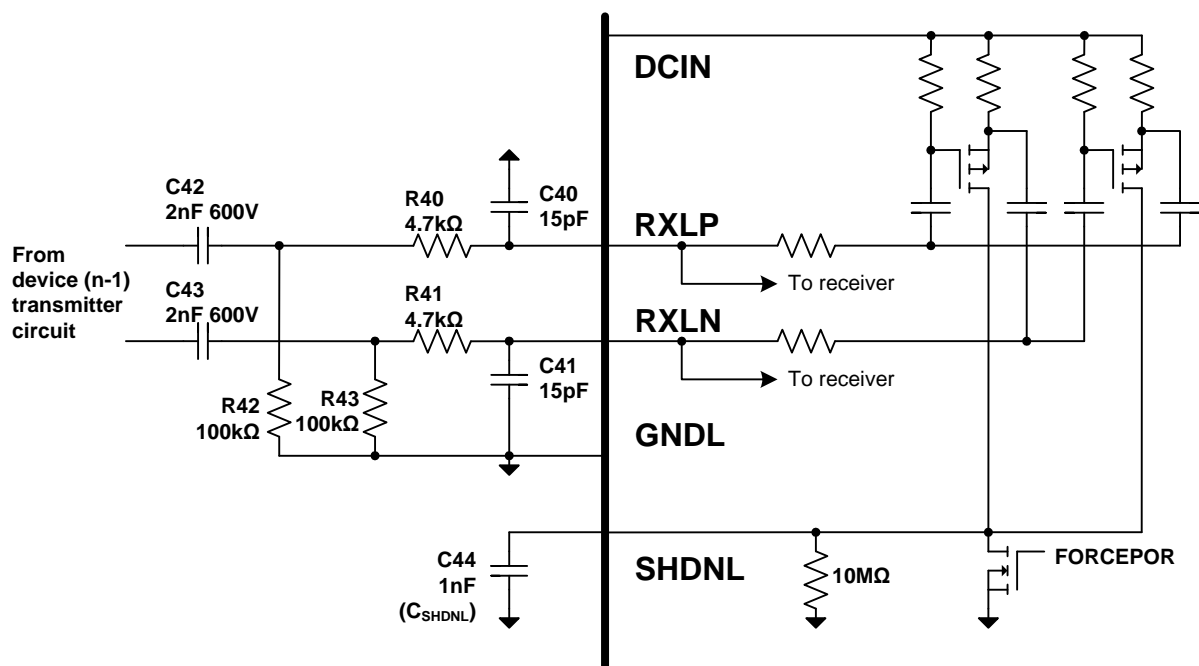 DCIN
C42
2nF 600V
R40
4.7kΩ
C40
15pF
RXLP
From
device (n-1)
transmitter
circuit
To receiver
C43
2nF 600V
R41
4.7kΩ
RXLN
C41
15pF
To receiver
R42
100kΩ
R43
100kΩ
GNDL
C44
1nF
(CSHDNL)
SHDNL
10MΩ
FORCEPOR